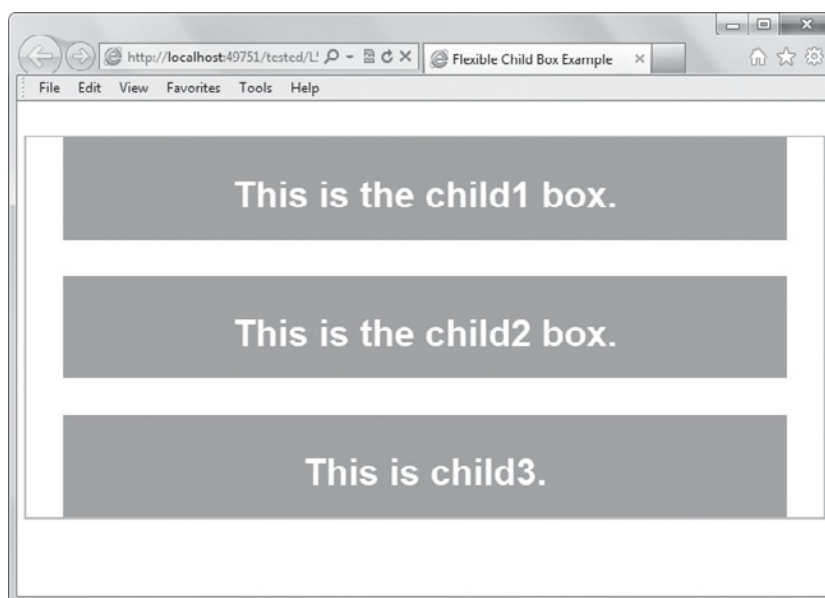 http://localhost:49751/tested/L!
Flexible Child Box Example
File Edit View Favorites Tools Help
This is the child1 box.
This is the child2 box.
This is child3.